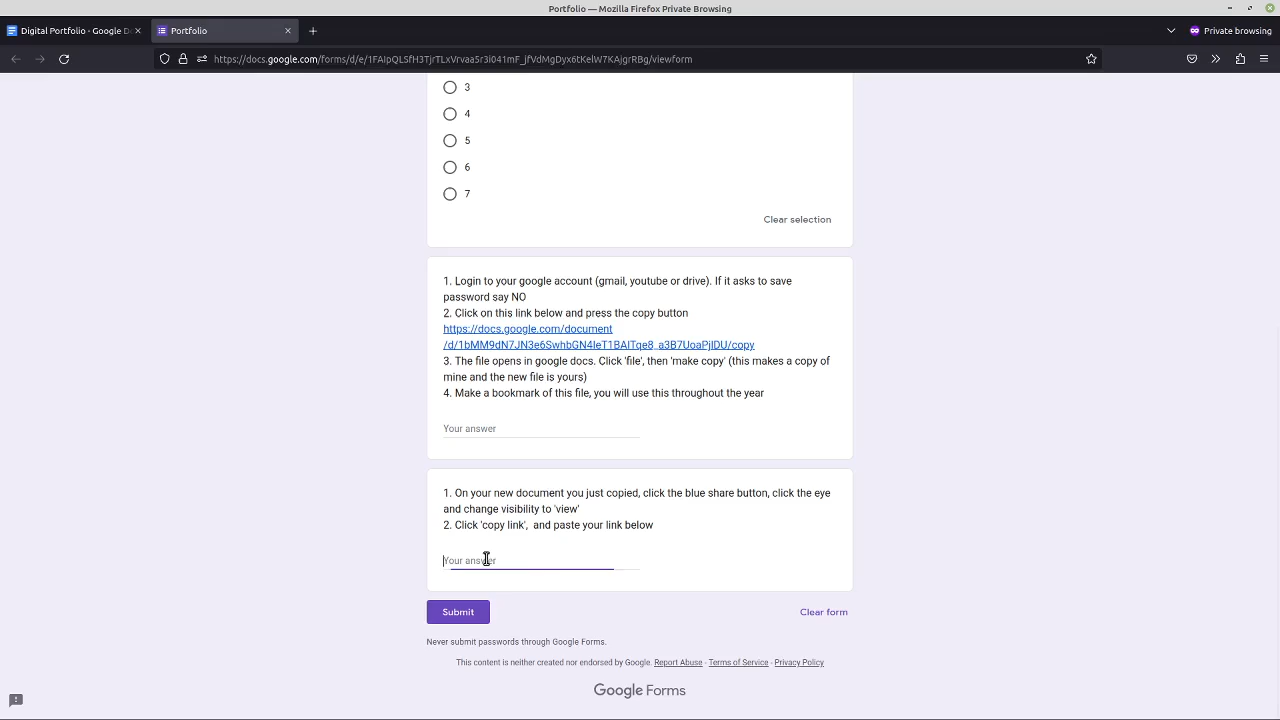 Portfolio — Mozilla Firefox Private Browsing
Digital Portfolio - Google D
Portfolio
Private browsing
https://docs.google.com/forms/d/e/1FAIpQLSfH3TjrTLxVrvaa5r3i041mF_jfVdMgDyx6tKelW7KAjgrRBg/viewform
3
4
5
6
7
Clear selection
1. Login to your google account (gmail, youtube or drive). If it asks to save
password say NO
2. Click on this link below and press the copy button
https://docs.google.com/document
/d/1bMM9dN7JN3e6SwhbGN4IeT1BAITqe8_a3B7UoaPjIDU/copy
3. The file opens in google docs. Click 'file', then 'make copy' (this makes a copy of
mine and the new file is yours)
4. Make a bookmark of this file, you will use this throughout the year
Your answer
1. On your new document you just copied, click the blue share button, click the eye
and change visibility to 'view'
2. Click 'copy link', and paste your link below
Your answer
Submit
Clear form
Never submit passwords through Google Forms.
This content is neither created nor endorsed by Google. Report Abuse - Terms of Service - Privacy Policy
Google Forms